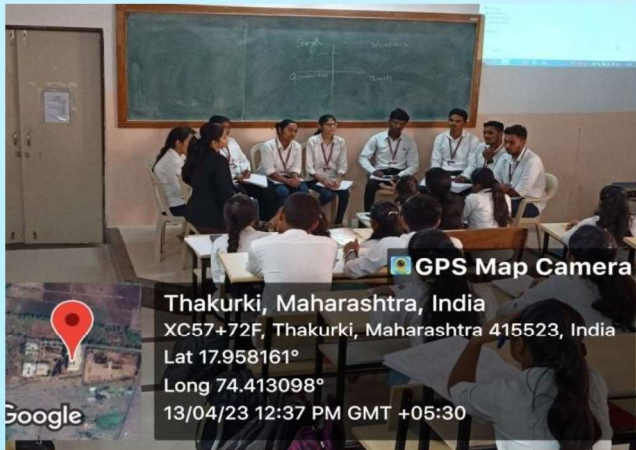 GPS Map Camera
Thakurki, Maharashtra, India
XC57+72F, Thakurki, Maharashtra 415523, India
Lat 17.958161°
Long 74.413098°
13/04/23 12:37 PM GMT +05:30
Google